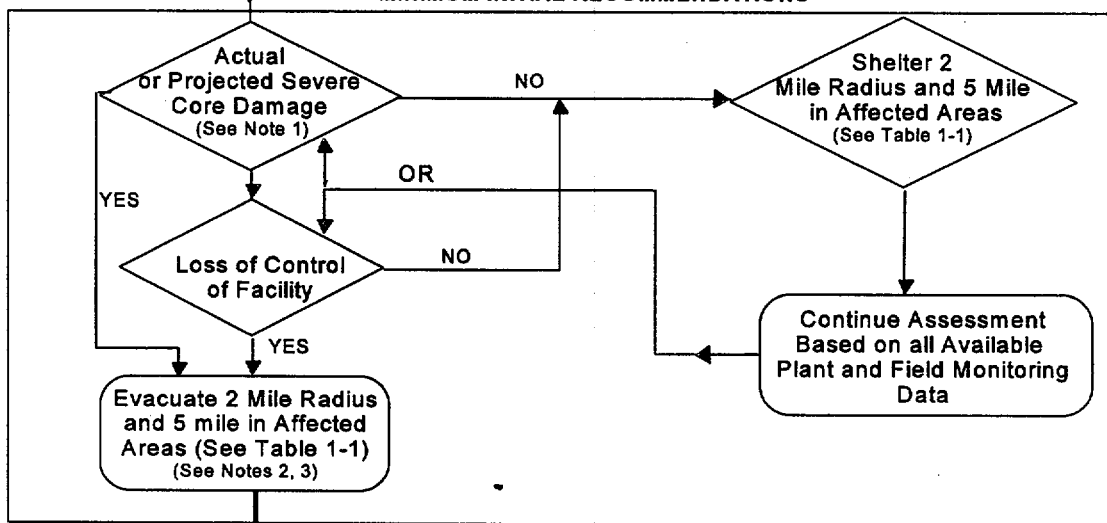 Actual
or Projected Severe
Core Damage
(See Note 1)
NO
Shelter 2
Mile Radius and 5 Mile
in Affected Areas
(See Table 1-1)
YES
OR
Loss of Control
of Facility
NO
YES
Continue Assessment
Based on all Available
Plant and Field Monitoring
Data
Evacuate 2 Mile Radius
and 5 mile in Affected
Areas (See Table 1-1)
(See Notes 2, 3)